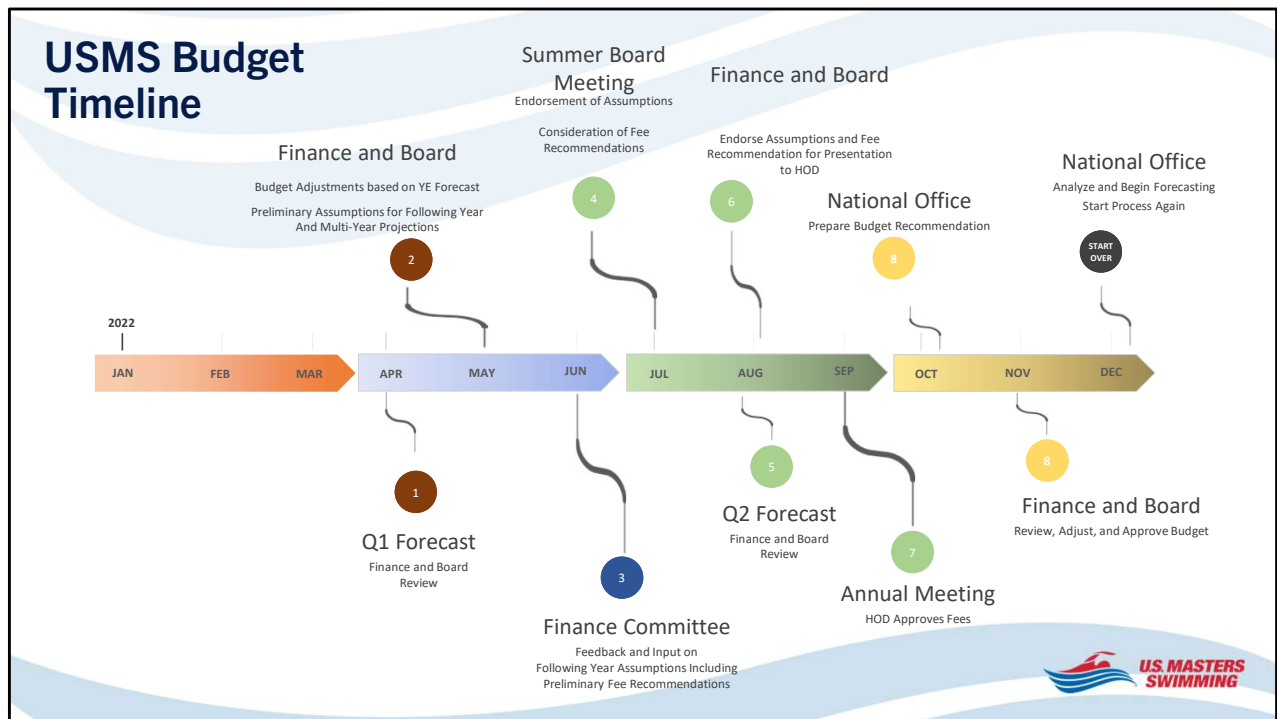 USMS Budget
Timeline
Summer Board
Meeting
Endorsement of Assumptions
Consideration of Fee
Recommendations
Finance and Board
Endorse Assumptions and Fee
Recommendation for Presentation
to HOD
Finance and Board
Budget Adjustments based on YE Forecast
Preliminary Assumptions for Following Year
And Multi-Year Projections
National Office
Prepare Budget Recommendation
National Office
Analyze and Begin Forecasting
Start Process Again
4
6
2
8
START
OVER
2022
JAN
FEB
MAR
APR
MAY
JUN
JUL
AUG
SEP
OCT
NOV
DEC
1
Q1 Forecast
Finance and Board
Review
3
Finance Committee
Feedback and Input on
Following Year Assumptions Including
Preliminary Fee Recommendations
5
Q2 Forecast
Finance and Board
Review
7
Annual Meeting
HOD Approves Fees
8
Finance and Board
Review, Adjust, and Approve Budget
U.S. MASTERS
SWIMMING